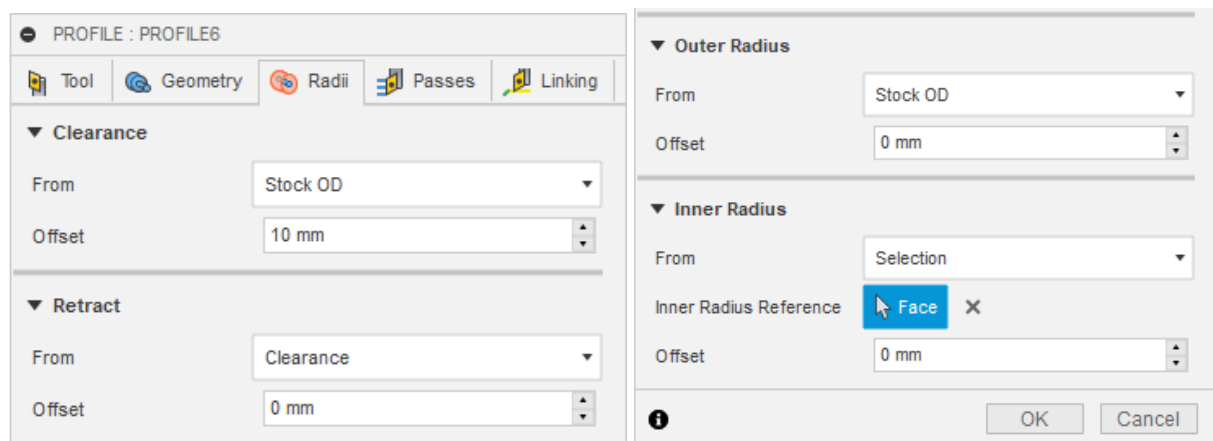 PROFILE : PROFILE6
Tool Geometry Radii Passes Linking
Clearance
From Stock OD
Offset 10 mm
Retract
From Clearance
Offset 0 mm
Outer Radius
From Stock OD
Offset 0 mm
Inner Radius
From Selection
Inner Radius Reference Face
Offset 0 mm
OK Cancel